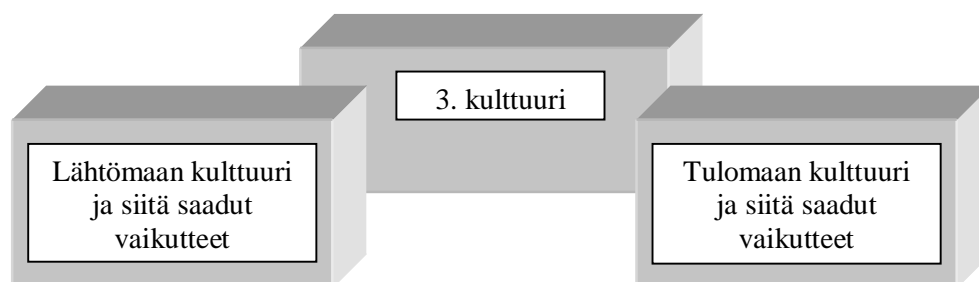 3. kulttuuri
Lähtömaan kulttuuri
ja siitä saadut
vaikutteet
Tulomaan kulttuuri
ja siitä saadut
vaikutteet